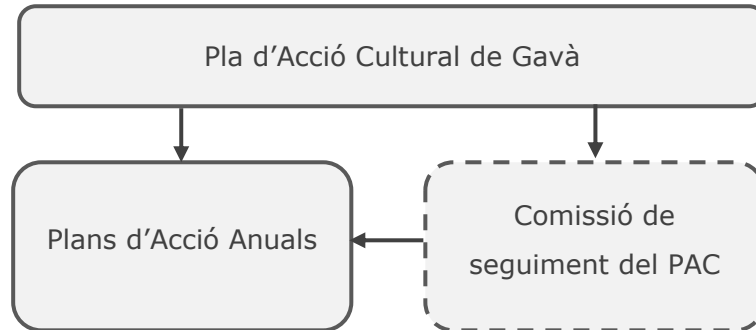 Pla d’Acció Cultural de Gavà
Plans d’Acció Anuals
Comissió de
seguiment del PAC